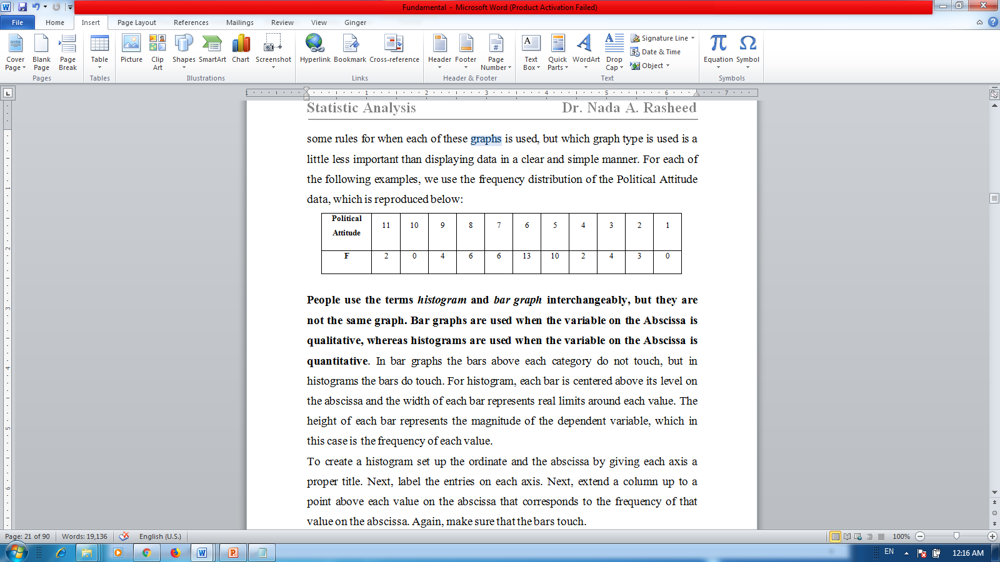 Fundamental - Microsoft Word (Product Activation Failed)
File Home Insert Page Layout References Mailings Review View Ginger
Cover Page
Blank Page
Page Break
Table
Picture
Clip Art
Shapes
SmartArt
Chart
Screenshot
Hyperlink
Bookmark
Cross-reference
Header
Footer
Page Number
Text Box
Quick Parts
WordArt
Drop Cap
Signature Line
Date & Time
Object
Equation
Symbol
Pages Tables Illustrations Links Header & Footer Text Symbols
1 1 2 3 4 5 6 7
Statistic Analysis Dr. Nada A. Rasheed
some rules for when each of these graphs is used, but which graph type is used is a
little less important than displaying data in a clear and simple manner. For each of
the following examples, we use the frequency distribution of the Political Attitude
data, which is reproduced below:
Political Attitude 11 10 9 8 7 6 5 4 3 2 1
F 2 0 4 6 6 13 10 2 4 3 0
People use the terms histogram and bar graph interchangeably, but they are
not the same graph. Bar graphs are used when the variable on the Abscissa is
qualitative, whereas histograms are used when the variable on the Abscissa is
quantitative. In bar graphs the bars above each category do not touch, but in
histograms the bars do touch. For histogram, each bar is centered above its level on
the abscissa and the width of each bar represents real limits around each value. The
height of each bar represents the magnitude of the dependent variable, which in
this case is the frequency of each value.
To create a histogram set up the ordinate and the abscissa by giving each axis a
proper title. Next, label the entries on each axis. Next, extend a column up to a
point above each value on the abscissa that corresponds to the frequency of that
value on the abscissa. Again, make sure that the bars touch.
1
2
3
4
5
6
Page: 21 of 90 Words: 19,136 English (U.S.) 100%
EN 12:16 AM